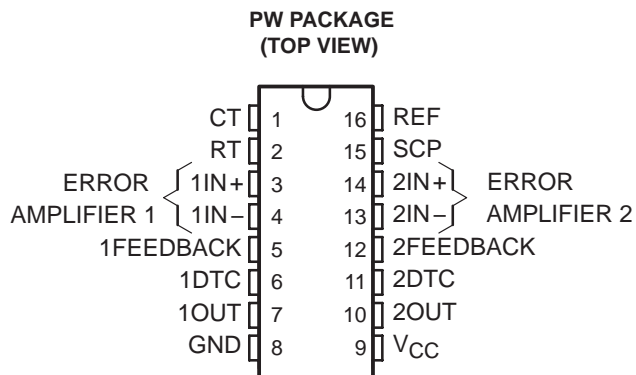 PW PACKAGE
(TOP VIEW)
CT 1 16 REF
RT 2 15 SCP
1IN+ 3 14 2IN+
ERROR AMPLIFIER 1
1IN− 4 13 2IN−
ERROR AMPLIFIER 2
1FEEDBACK 5 12 2FEEDBACK
1DTC 6 11 2DTC
1OUT 7 10 2OUT
GND 8 9 VCC